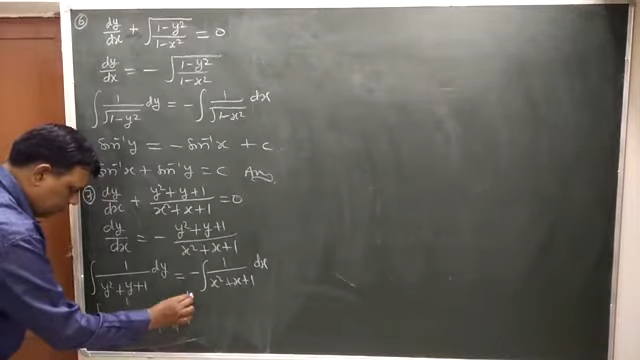 ⑥ dy/dx + √((1-y²)/(1-x²)) = 0
dy/dx = - √((1-y²)/(1-x²))
∫ 1/√(1-y²) dy = - ∫ 1/√(1-x²) dx
sin⁻¹y = - sin⁻¹x + c
sin⁻¹x + sin⁻¹y = c Ans
⑦ dy/dx + (y²+y+1)/(x²+x+1) = 0
dy/dx = - (y²+y+1)/(x²+x+1)
∫ 1/(y²+y+1) dy = - ∫ 1/(x²+x+1) dx